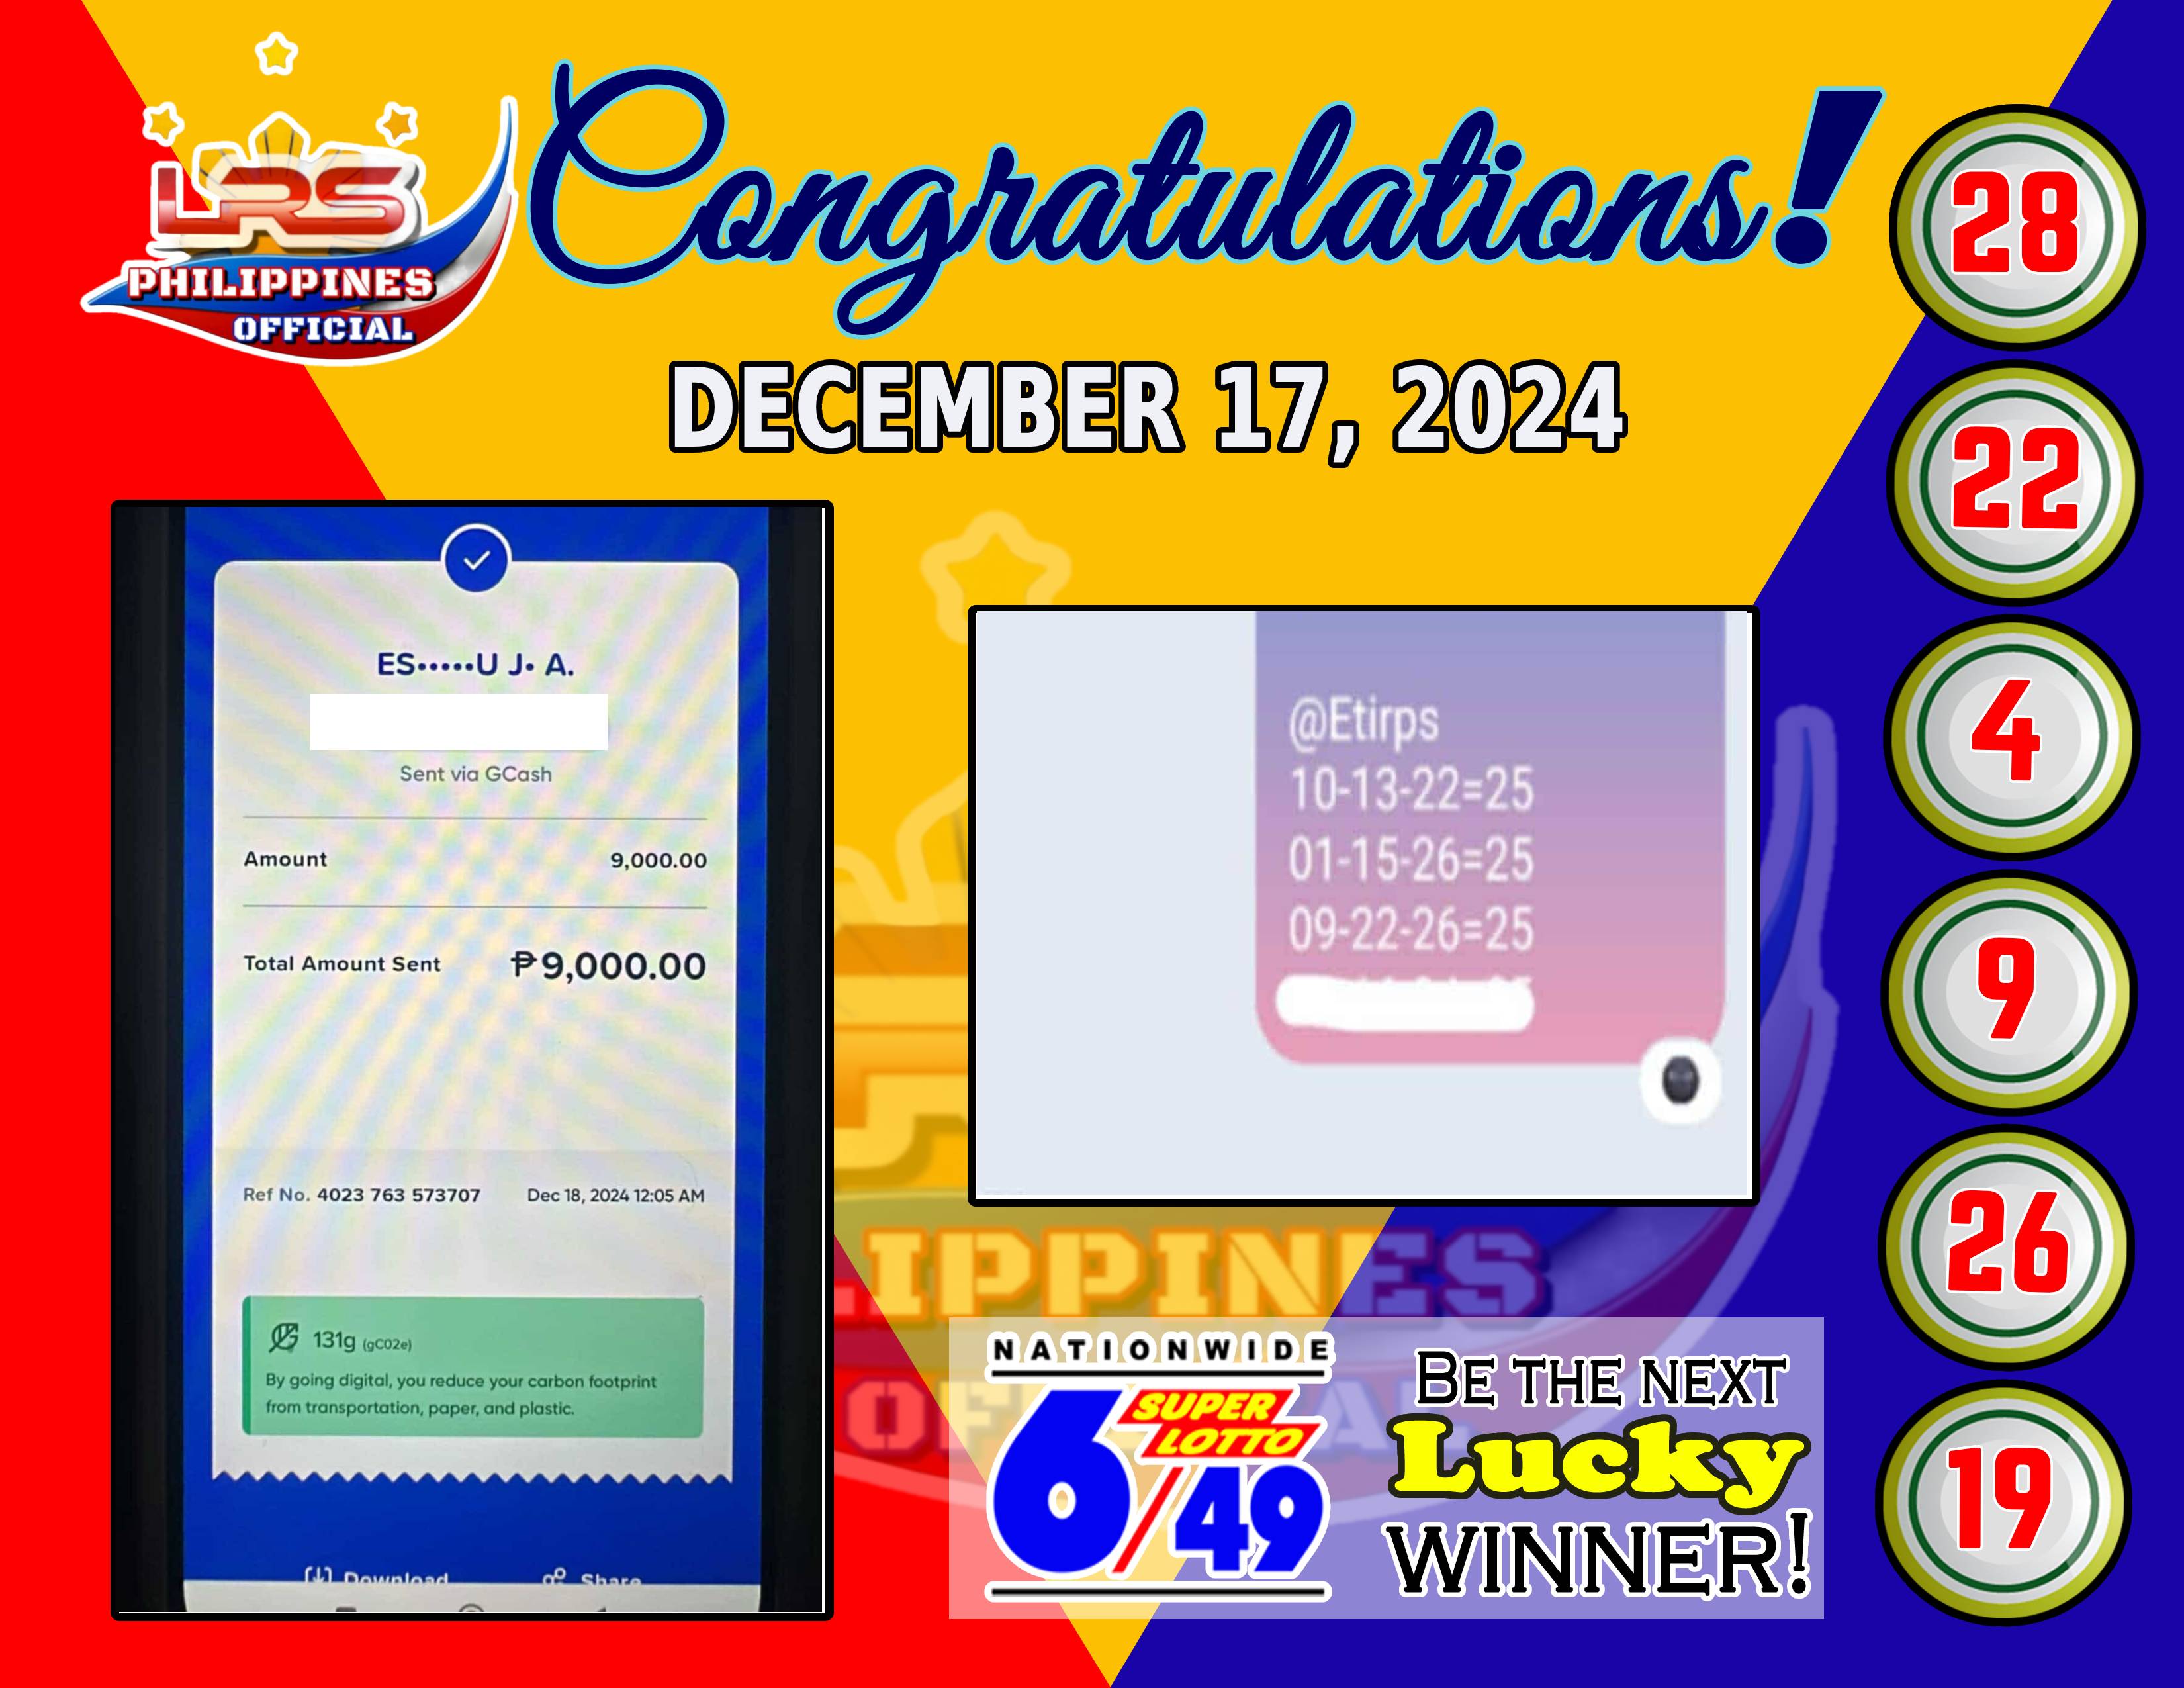 LRS
PHILIPPINES
OFFICIAL
Congratulations!
DECEMBER 17, 2024
ES•••••U J• A.
Sent via GCash
Amount 9,000.00
Total Amount Sent ₱9,000.00
Ref No. 4023 763 573707 Dec 18, 2024 12:05 AM
131g (gCO2e)
By going digital, you reduce your carbon footprint
from transportation, paper, and plastic.
Download Share
@Etirps
10-13-22=25
01-15-26=25
09-22-26=25
LIPPINES
NATIONWIDE
6/49
SUPER
LOTTO
BE THE NEXT
Lucky
WINNER!
28
22
4
9
26
19